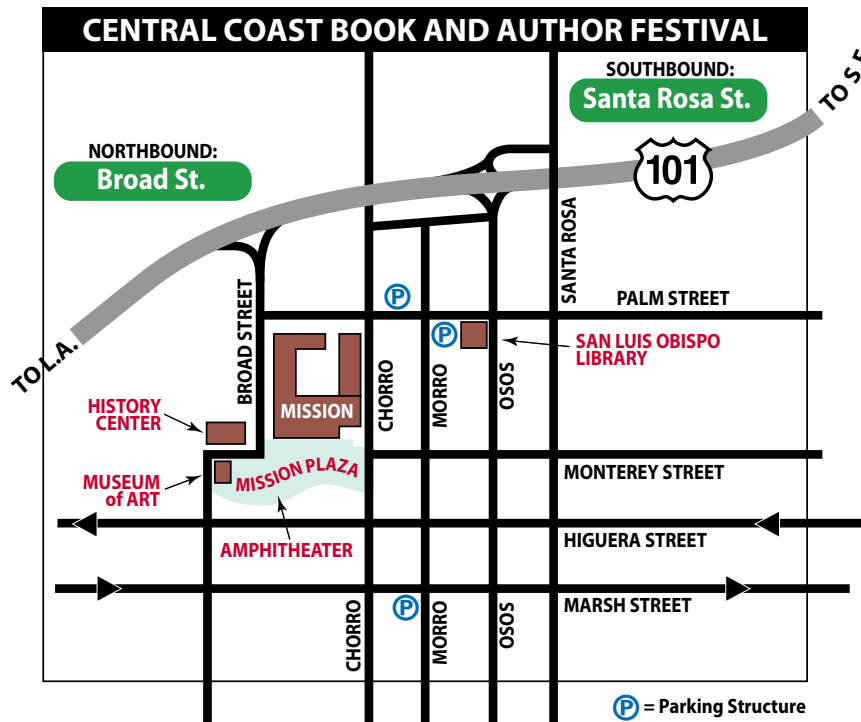 CENTRAL COAST BOOK AND AUTHOR FESTIVAL
SOUTHBOUND:
Santa Rosa St.
TO S.F.
NORTHBOUND:
Broad St.
101
SANTA ROSA
BROAD STREET
P
PALM STREET
TO L.A.
P
SAN LUIS OBISPO
LIBRARY
CHORRO
MORRO
OSOS
HISTORY
CENTER
MISSION
MUSEUM
of ART
MISSION PLAZA
MONTEREY STREET
AMPHITHEATER
HIGUERA STREET
P
MARSH STREET
CHORRO
MORRO
OSOS
P = Parking Structure